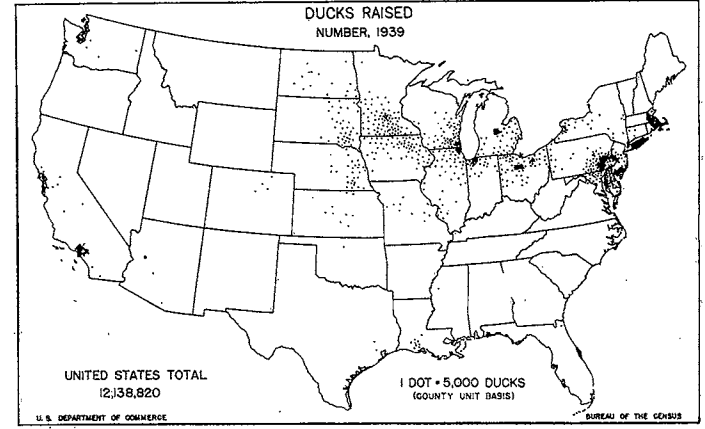 DUCKS RAISED
NUMBER, 1939
UNITED STATES TOTAL
12,138,820
1 DOT = 5,000 DUCKS
(COUNTY UNIT BASIS)
U. S. DEPARTMENT OF COMMERCE
BUREAU OF THE CENSUS